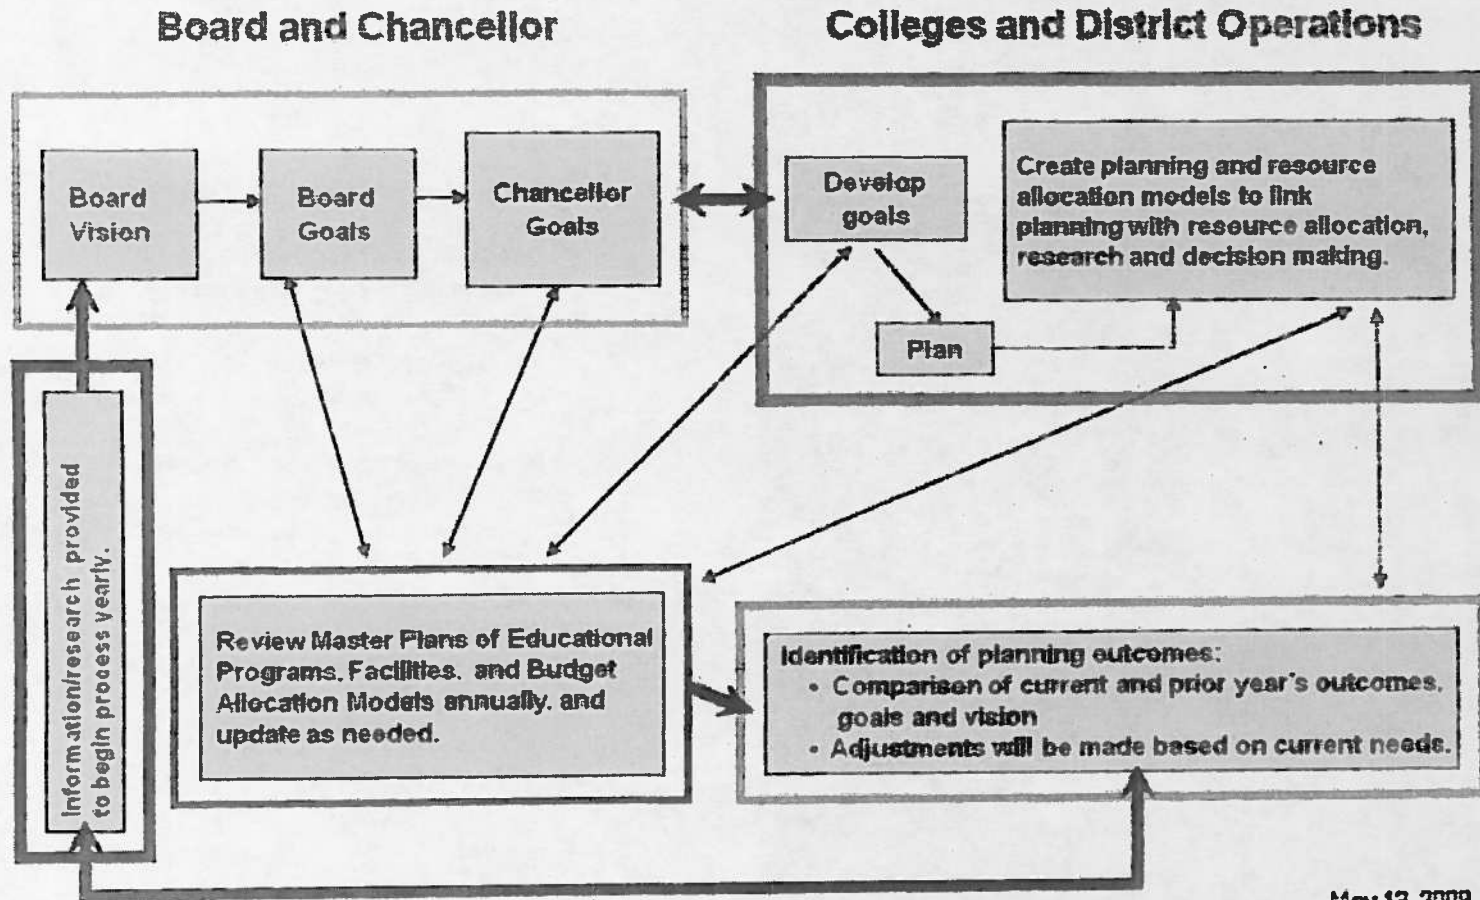 Board and Chancellor
Colleges and District Operations
Board
Vision
Board
Goals
Chancellor
Goals
Develop
goals
Plan
Create planning and resource
allocation models to link
planning with resource allocation,
research and decision making.
Information/research provided
to begin process yearly.
Review Master Plans of Educational
Programs. Facilities. and Budget
Allocation Models annually. and
update as needed.
Identification of planning outcomes:
• Comparison of current and prior year's outcomes.
goals and vision
• Adjustments will be made based on current needs.
May 13, 2009